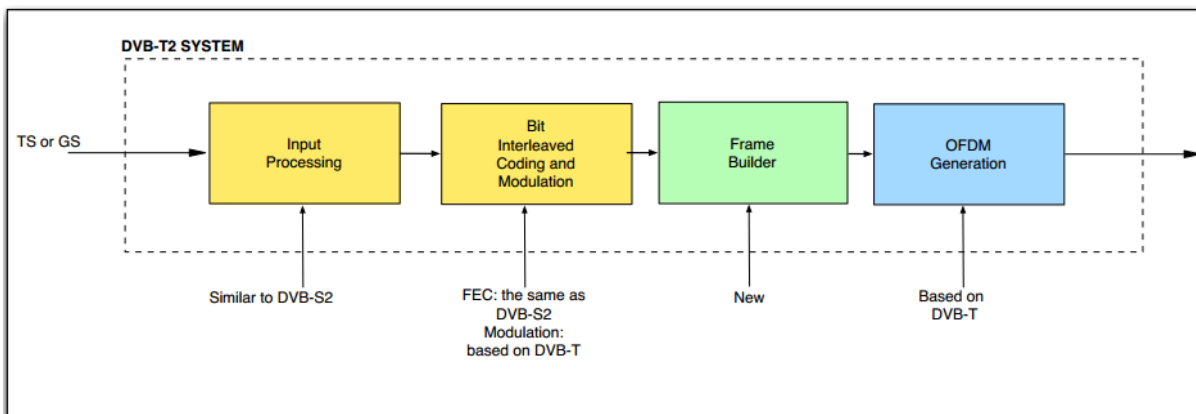 DVB-T2 SYSTEM
TS or GS
Input
Processing
Bit
Interleaved
Coding and
Modulation
Frame
Builder
OFDM
Generation
Similar to DVB-S2
FEC: the same as
DVB-S2
Modulation:
based on DVB-T
New
Based on
DVB-T